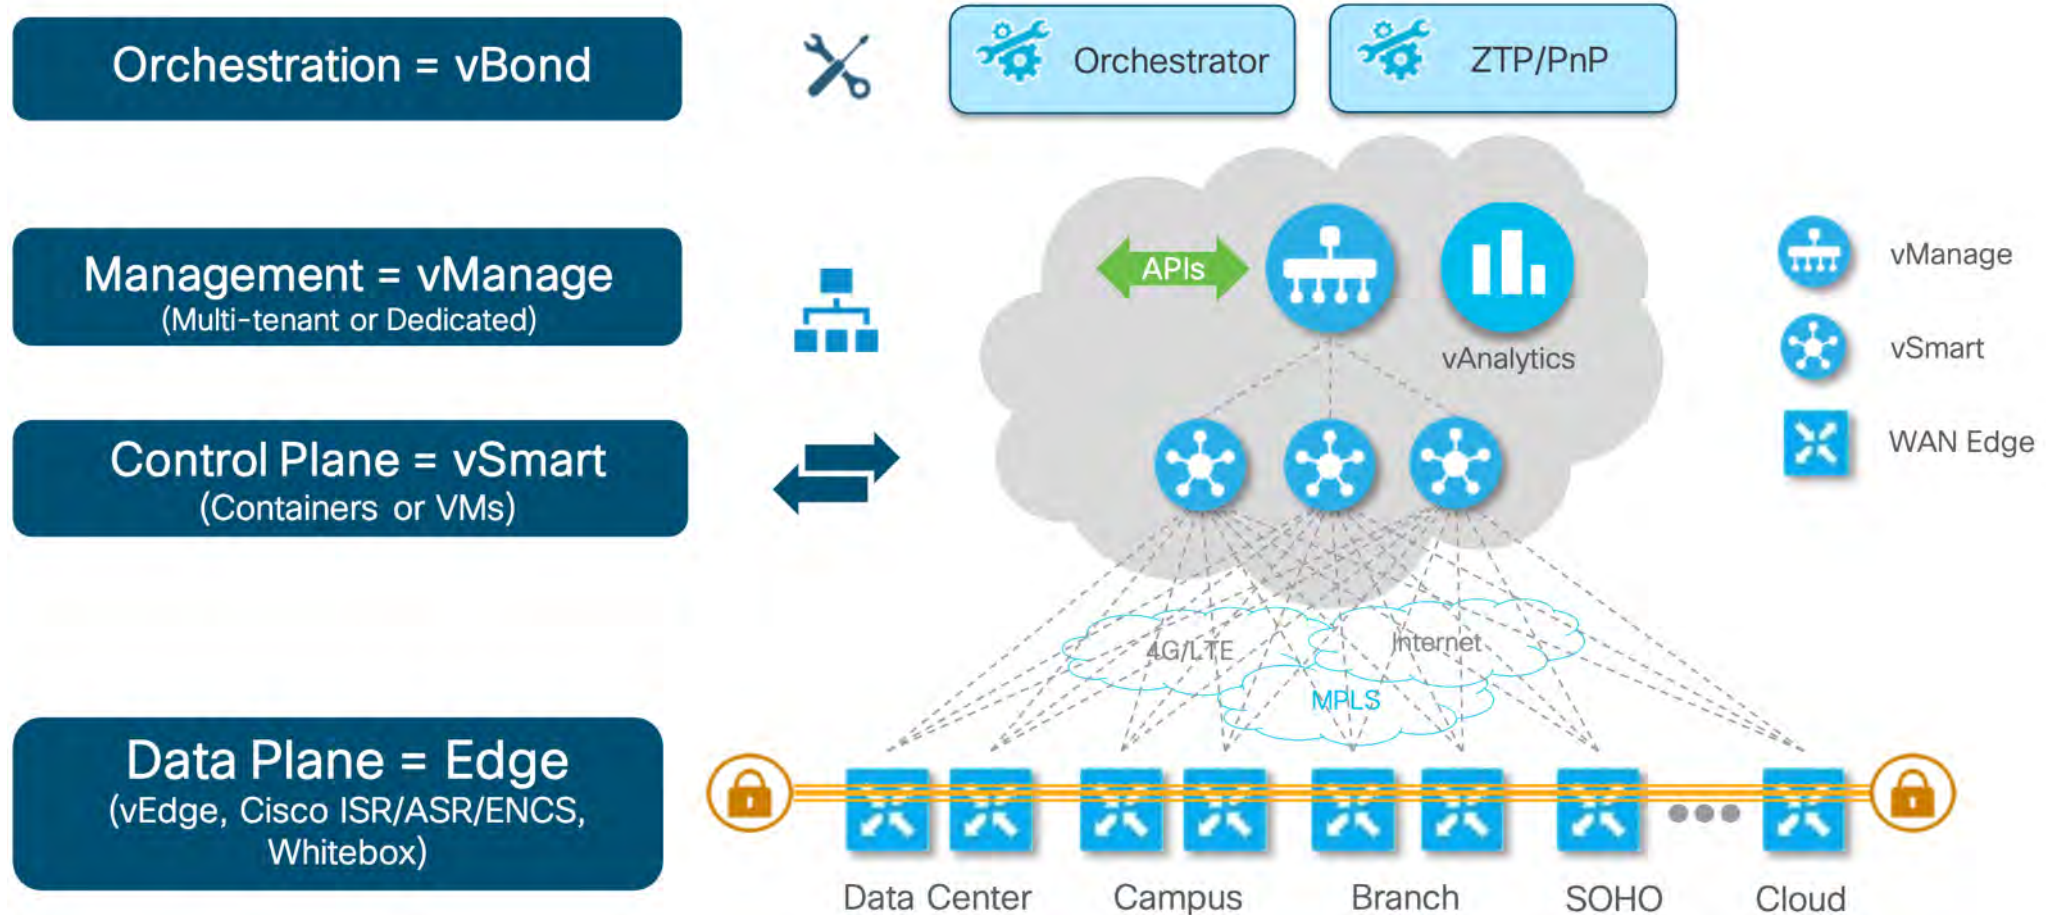 Orchestration = vBond
Orchestrator
ZTP/PnP
Management = vManage
(Multi-tenant or Dedicated)
APIs
vAnalytics
vManage
vSmart
WAN Edge
Control Plane = vSmart
(Containers or VMs)
4G/LTE
Internet
MPLS
Data Plane = Edge
(vEdge, Cisco ISR/ASR/ENCS,
Whitebox)
Data Center
Campus
Branch
SOHO
Cloud